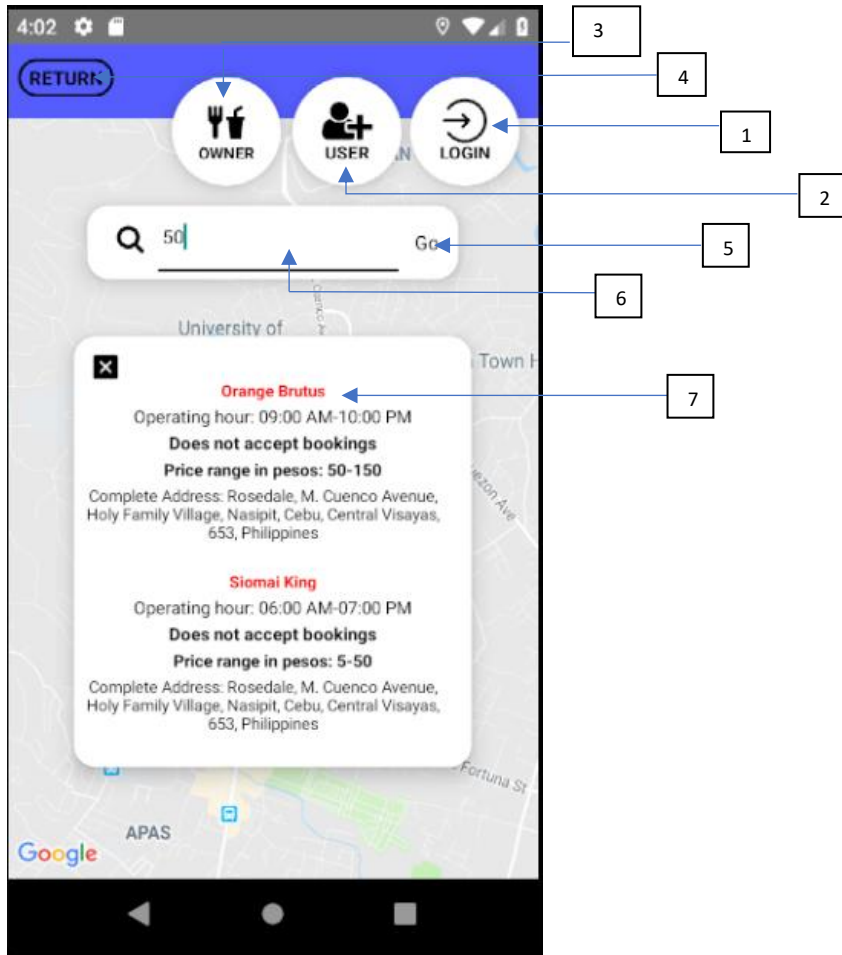 4:02
3
RETURN
4
OWNER
USER
LOGIN
1
2
50
Go
5
6
University of
Town H
Orange Brutus
7
Operating hour: 09:00 AM-10:00 PM
Does not accept bookings
Price range in pesos: 50-150
Complete Address: Rosedale, M. Cuenco Avenue,
Holy Family Village, Nasipit, Cebu, Central Visayas,
653, Philippines
Siomai King
Operating hour: 06:00 AM-07:00 PM
Does not accept bookings
Price range in pesos: 5-50
Complete Address: Rosedale, M. Cuenco Avenue,
Holy Family Village, Nasipit, Cebu, Central Visayas,
653, Philippines
Fortuna St
APAS
Google